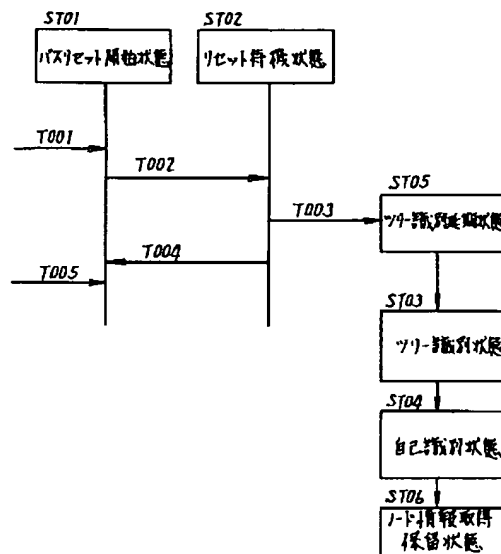 ST01
バスリセット開始状態
ST02
リセット待機状態
T001
T002
T003
ST05
ツリー識別延期状態
T004
T005
ST03
ツリー識別状態
ST04
自己識別状態
ST06
ノード情報取得
保留状態